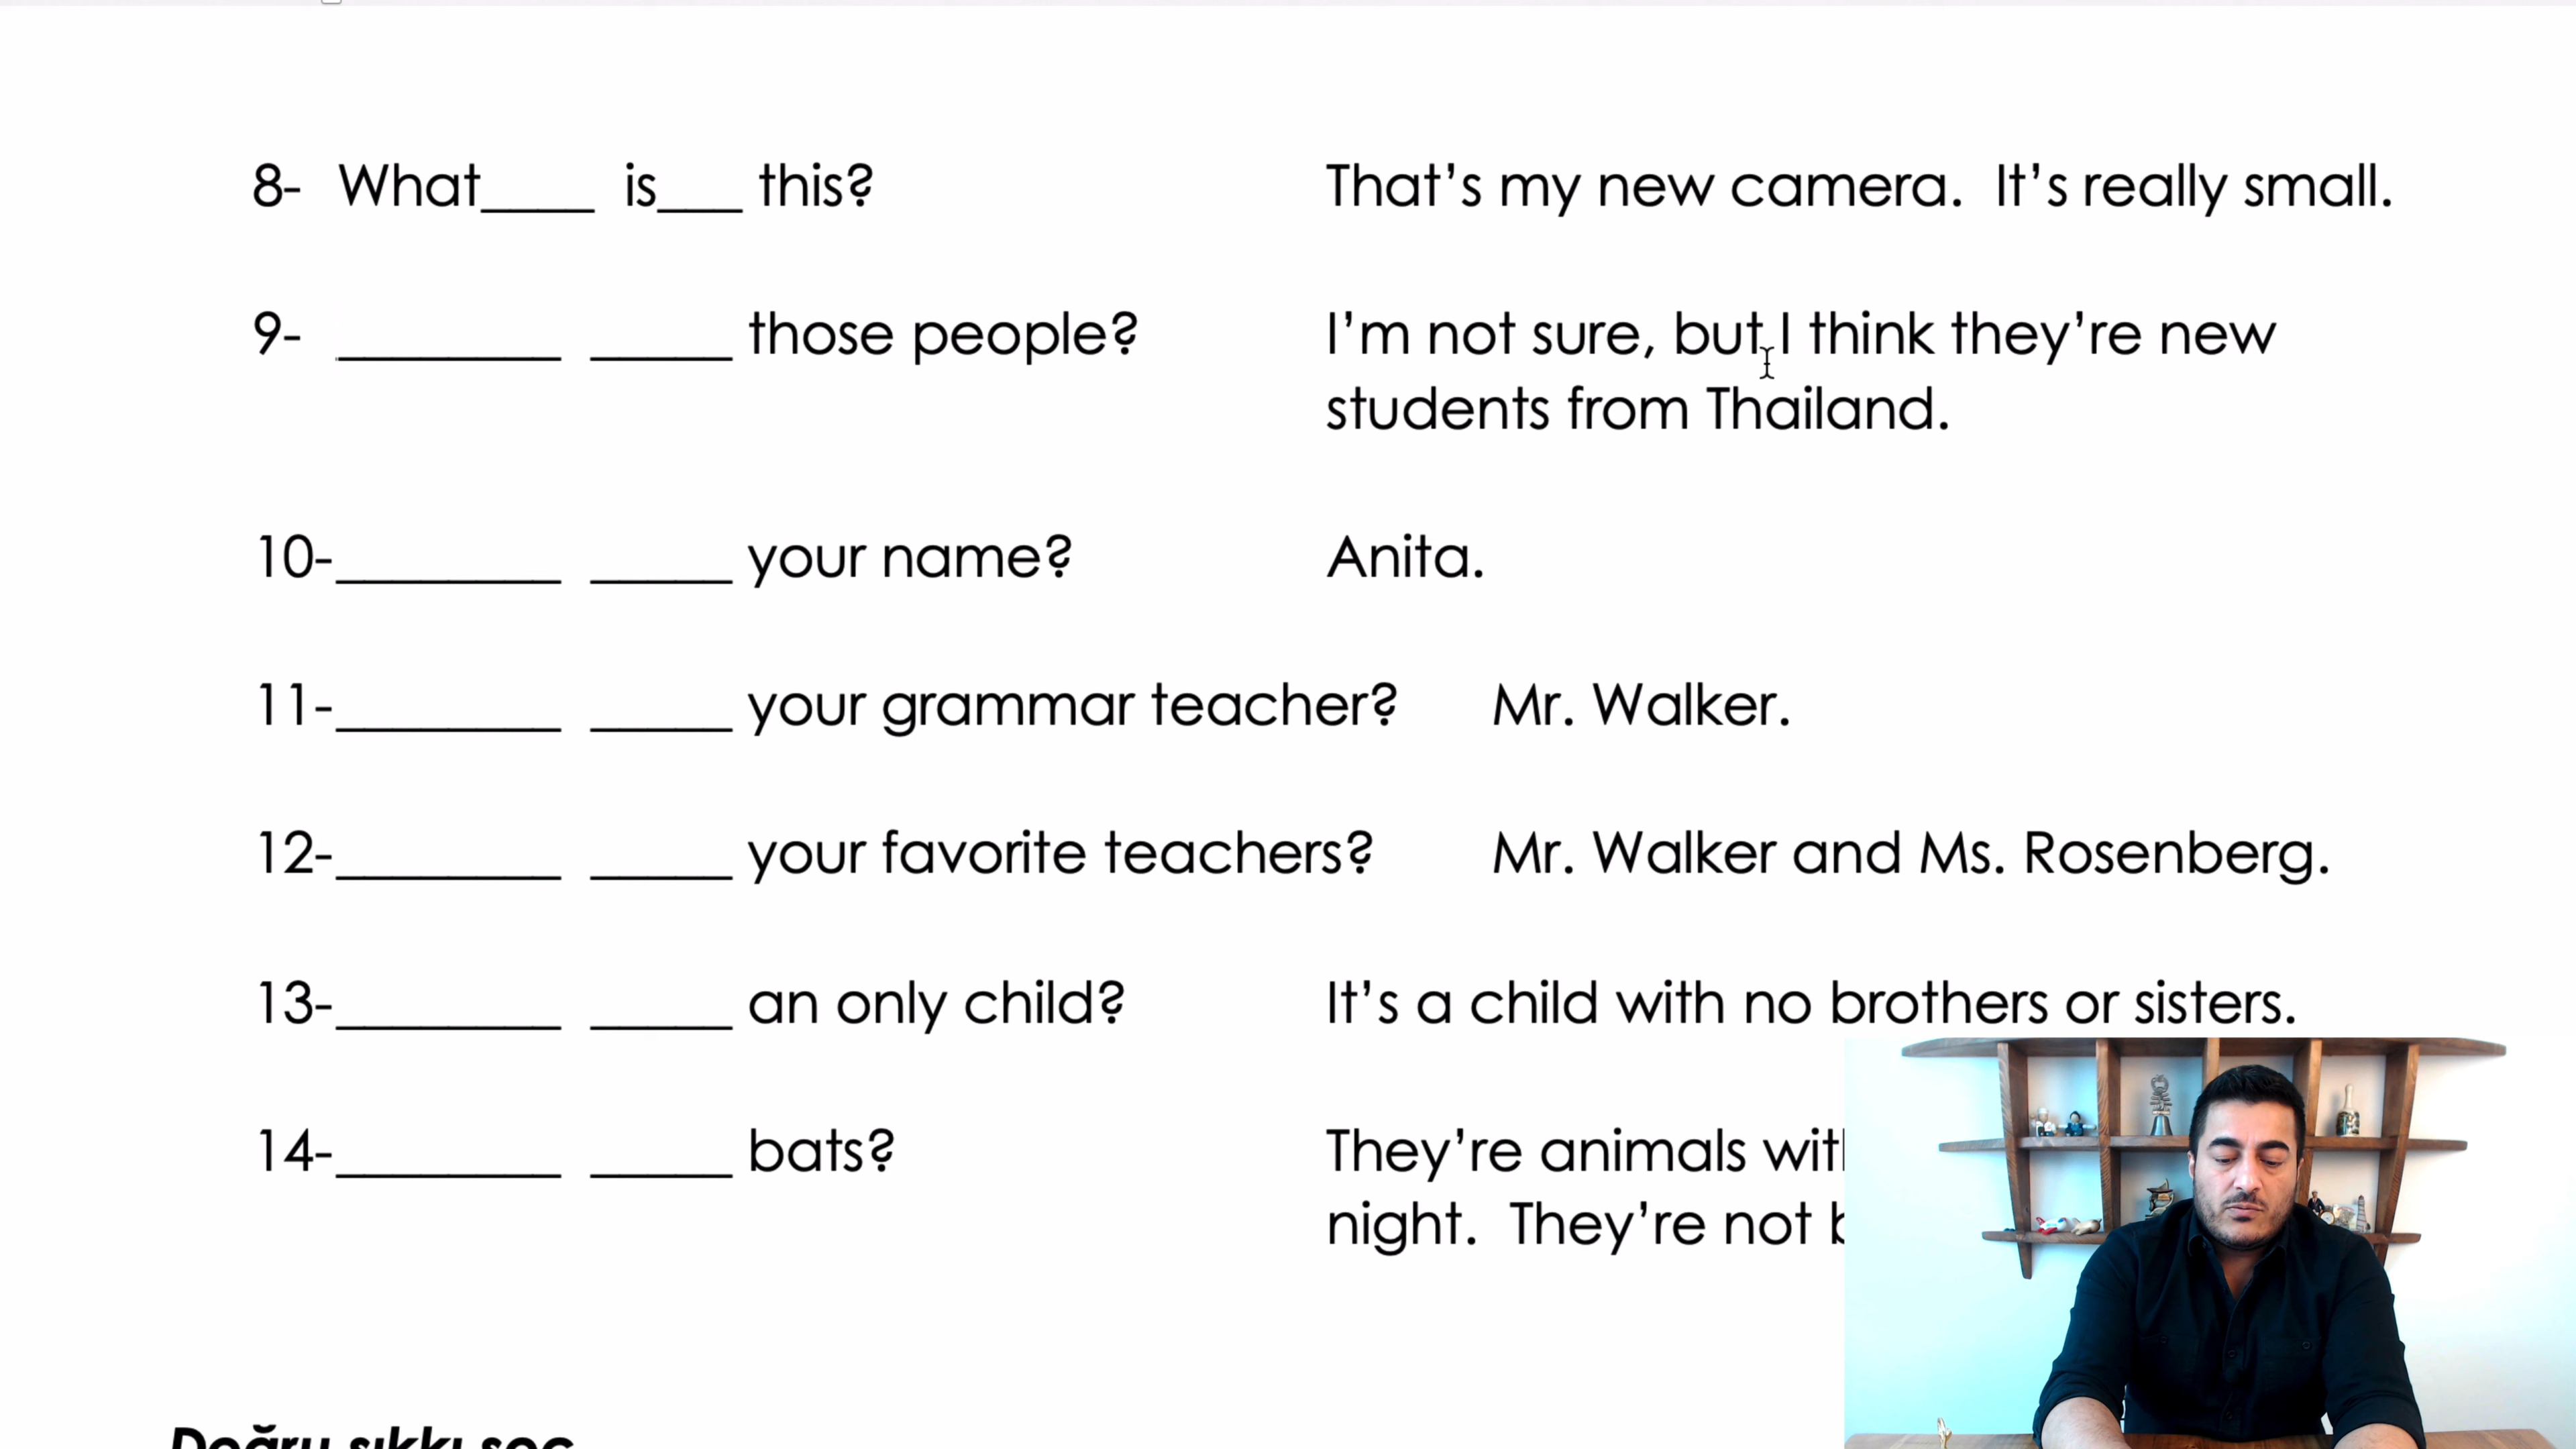 8- What____ is___ this? That's my new camera. It's really small.
9- ________ _____ those people? I'm not sure, but I think they're new
students from Thailand.
10-________ _____ your name? Anita.
11-________ _____ your grammar teacher? Mr. Walker.
12-________ _____ your favorite teachers? Mr. Walker and Ms. Rosenberg.
13-________ _____ an only child? It's a child with no brothers or sisters.
14-________ _____ bats? They're animals
night. They're not
Doğru şıkkı seç